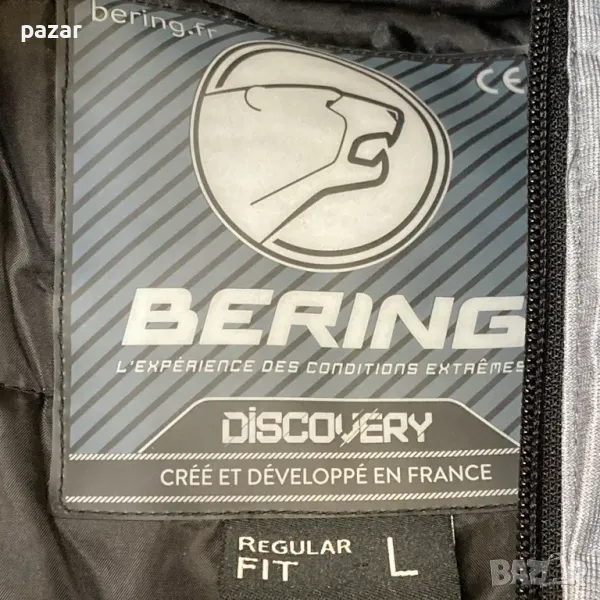 pazar
bering.fr
CE
BERING
L'EXPÉRIENCE DES CONDITIONS EXTRÊMES
DISCOVERY
CRÉÉ ET DÉVELOPPÉ EN FRANCE
REGULAR
FIT
L